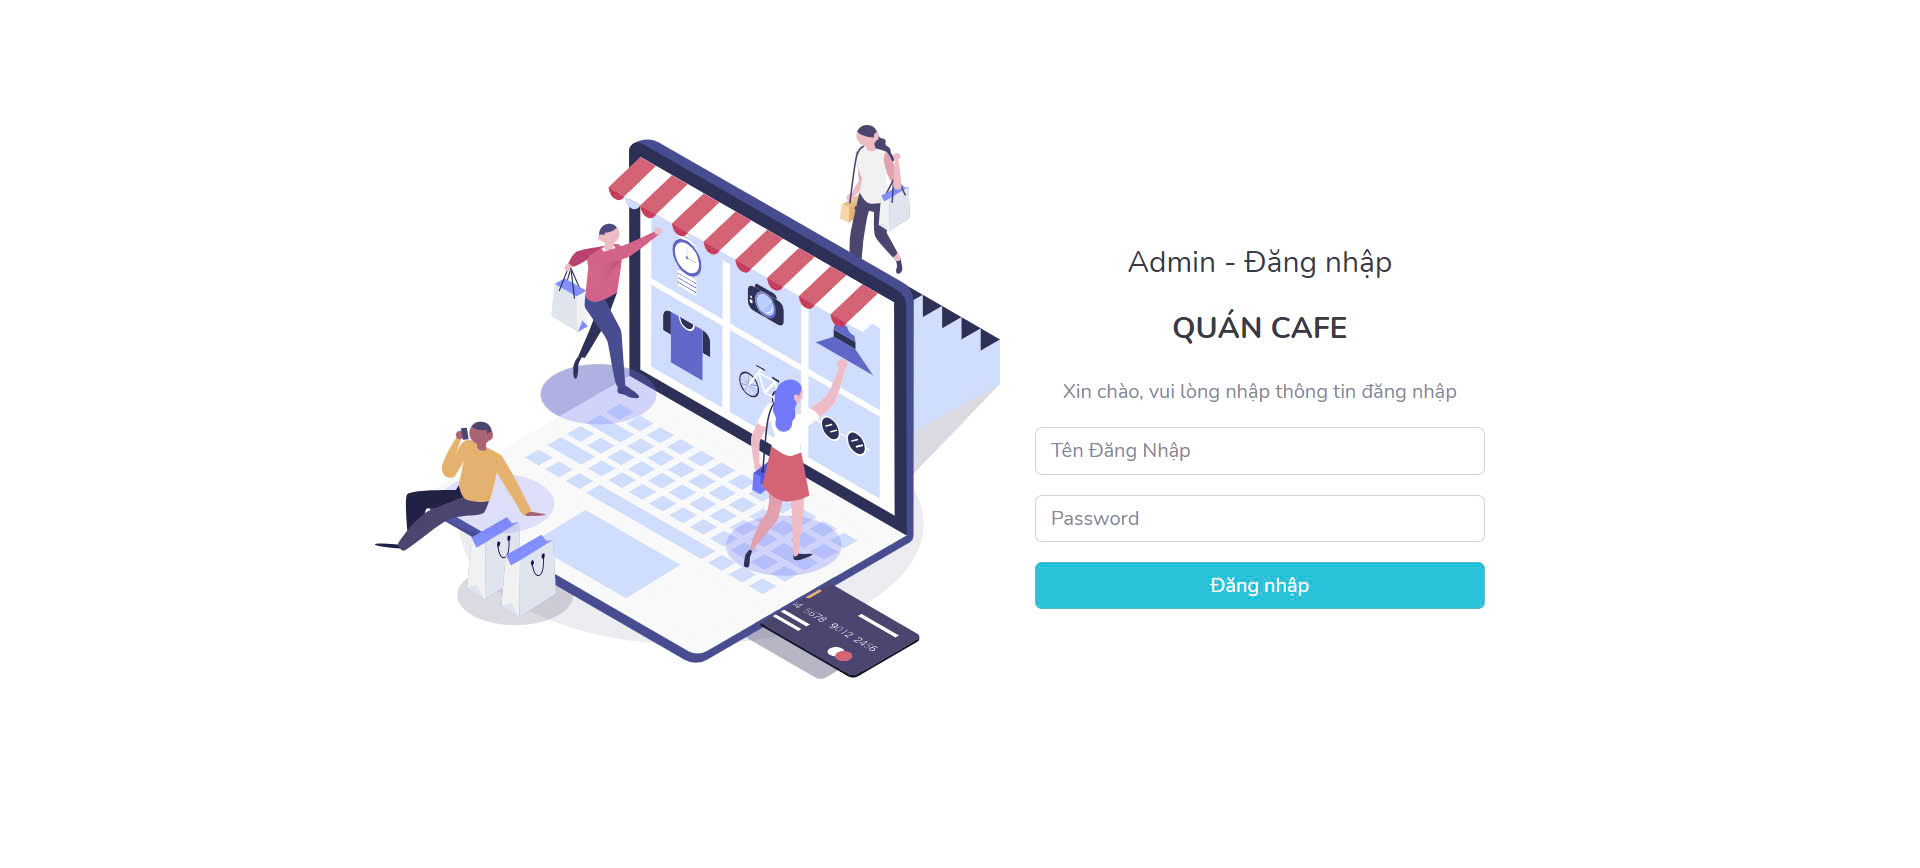 Admin - Đăng nhập
QUÁN CAFE
Xin chào, vui lòng nhập thông tin đăng nhập
Tên Đăng Nhập
Password
Đăng nhập
5678 9012 2456